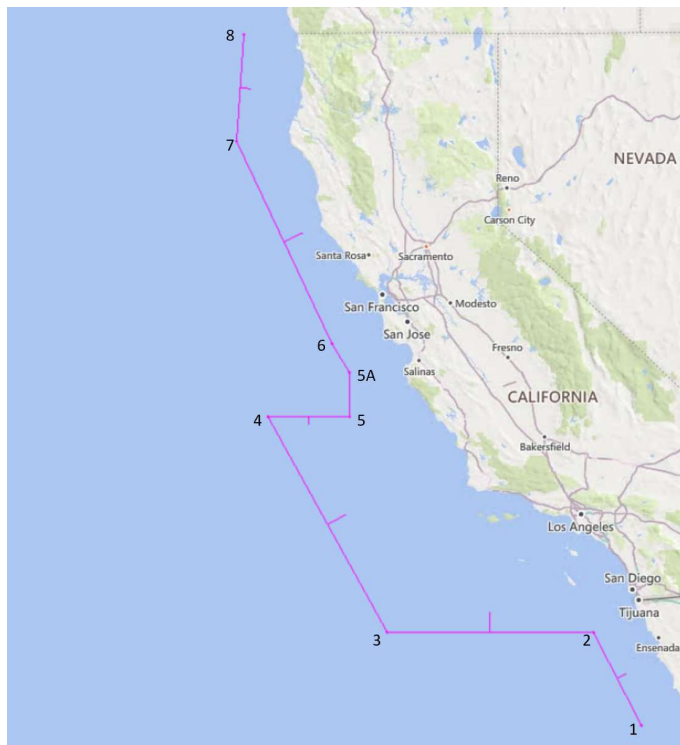 8
7
NEVADA
Reno
Carson City
Santa Rosa
Sacramento
San Francisco
Modesto
San Jose
6
Fresno
Salinas
5A
CALIFORNIA
4
5
Bakersfield
Los Angeles
San Diego
Tijuana
3
2
Ensenada
1